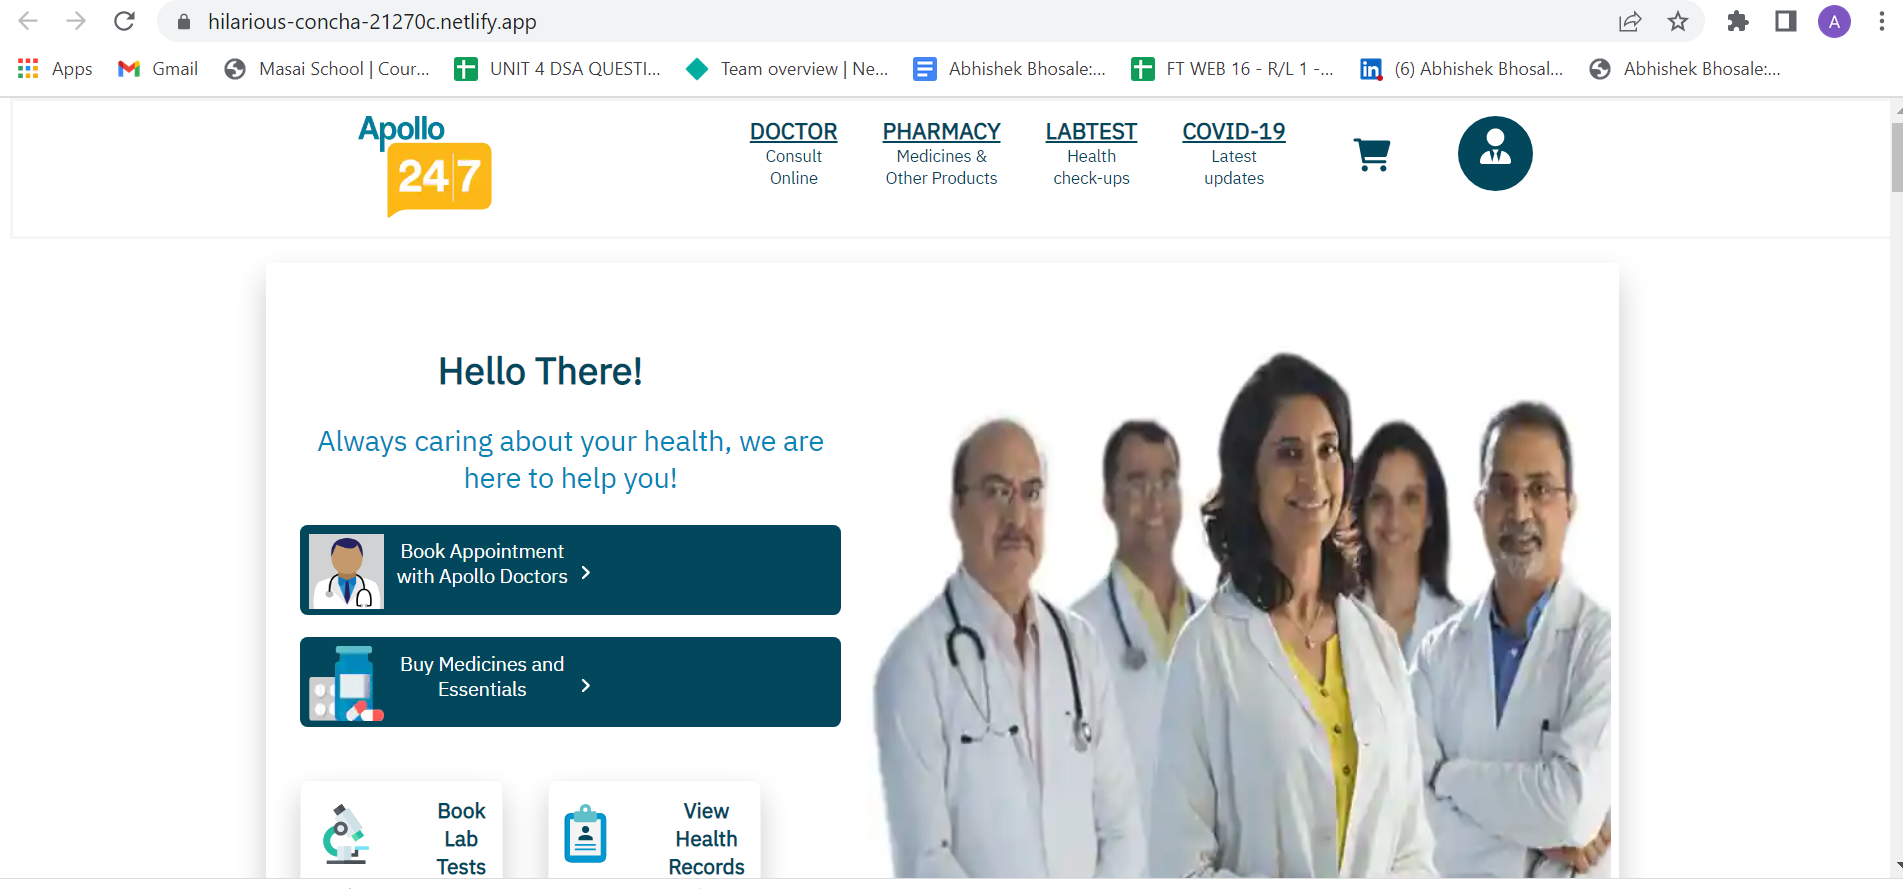 hilarious-concha-21270c.netlify.app
A
Apps
Gmail
Masai School | Cour...
UNIT 4 DSA QUESTI...
Team overview | Ne...
Abhishek Bhosale:...
FT WEB 16 - R/L 1 -...
in
(6) Abhishek Bhosal...
Abhishek Bhosale:...
Apollo
24|7
DOCTOR
Consult
Online
PHARMACY
Medicines &
Other Products
LABTEST
Health
check-ups
COVID-19
Latest
updates
Hello There!
Always caring about your health, we are
here to help you!
Book Appointment
with Apollo Doctors
Buy Medicines and
Essentials
Book
Lab
Tests
View
Health
Records